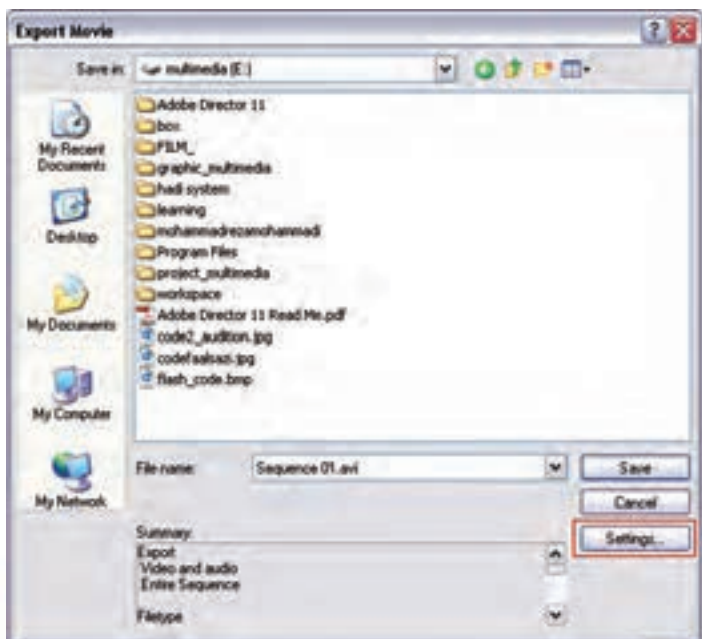 Export Movie
Save in: multimedia (E:)
My Recent
Documents
Desktop
My Documents
My Computer
My Network
Adobe Director 11
box
FILM_
graphic_multimedia
hadi system
learning
mohammadrezamohammadi
Program Files
project_multimedia
workspace
Adobe Director 11 Read Me.pdf
code2_audition.jpg
codefaalsazi.jpg
flash_code.bmp
File name: Sequence 01.avi
Save
Cancel
Settings...
Summary
Export
Video and audio
Entire Sequence
Filetype